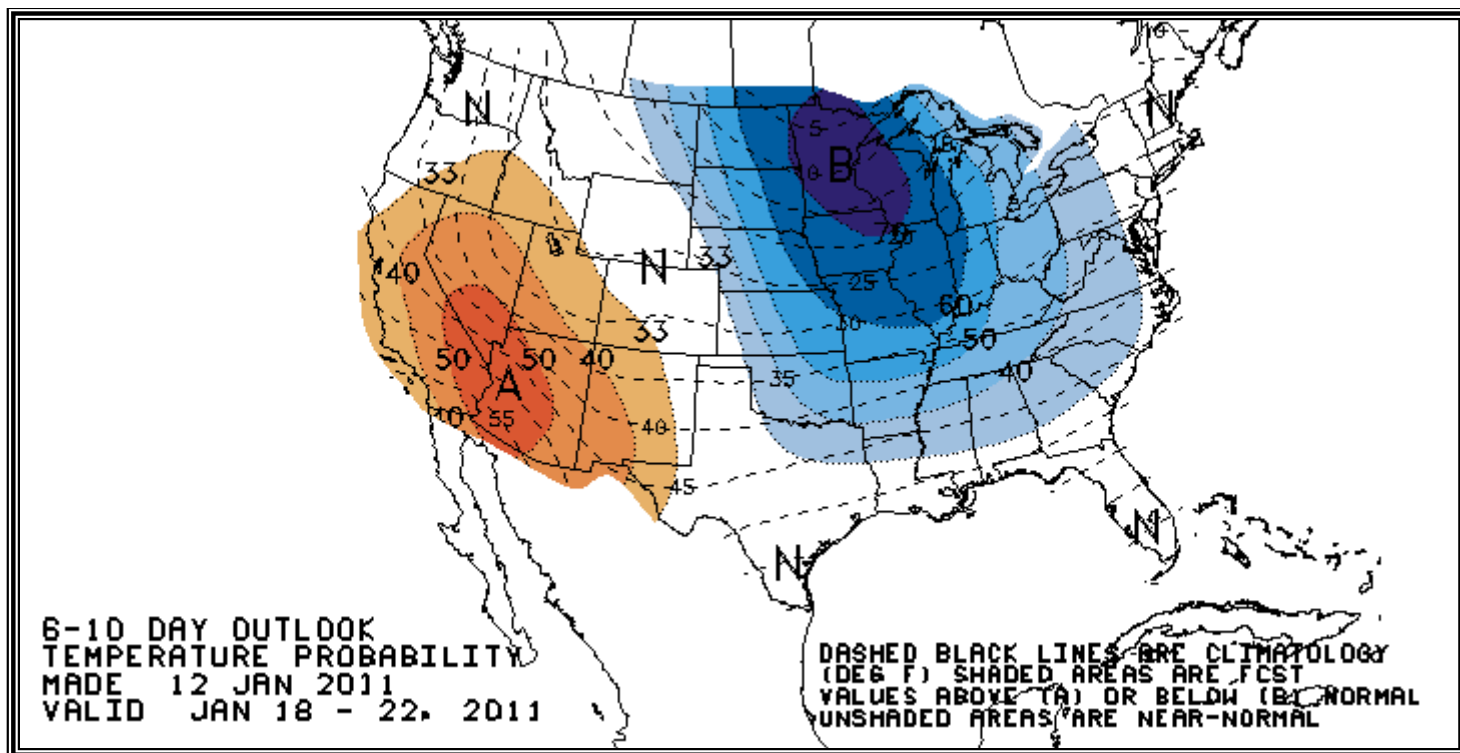 N
N
33
5
B
0
20
33
N
40
25
60
30
33
50
50
50
40
A
35
40
40
55
40
45
N
N
6-10 DAY OUTLOOK
TEMPERATURE PROBABILITY
MADE 12 JAN 2011
VALID JAN 18 - 22, 2011
DASHED BLACK LINES ARE CLIMATOLOGY
(DEG F) SHADED AREAS ARE FCST
VALUES ABOVE (A) OR BELOW (B) NORMAL
UNSHADED AREAS ARE NEAR-NORMAL